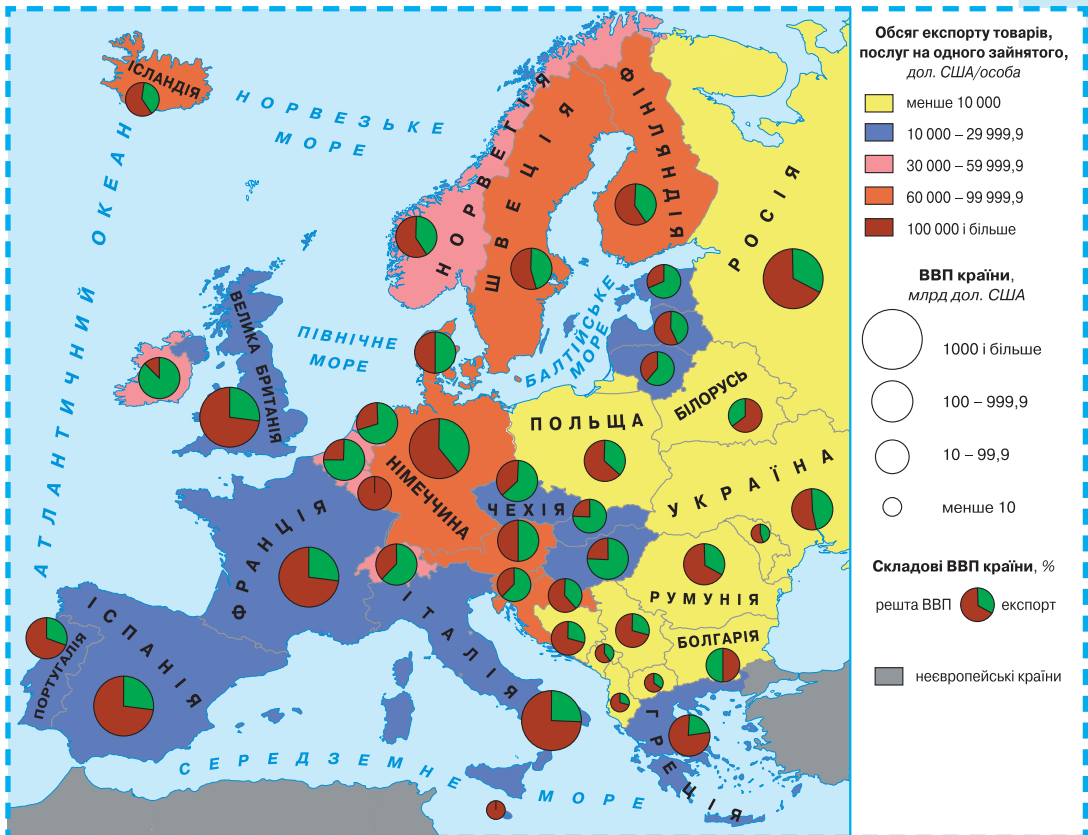 ІСЛАНДІЯ
НОРВЕЗЬКЕ
МОРЕ
АТЛАНТИЧНИЙ ОКЕАН
НОРВЕГІЯ
ШВЕЦІЯ
ФІНЛЯНДІЯ
РОСІЯ
ВЕЛИКА БРИТАНІЯ
ПІВНІЧНЕ
МОРЕ
БАЛТІЙСЬКЕ
МОРЕ
БІЛОРУСЬ
ПОЛЬЩА
НІМЕЧЧИНА
УКРАЇНА
ЧЕХІЯ
ФРАНЦІЯ
РУМУНІЯ
ІСПАНІЯ
ІТАЛІЯ
БОЛГАРІЯ
ПОРТУГАЛІЯ
ГРЕЦІЯ
СЕРЕДЗЕМНЕ МОРЕ
Обсяг експорту товарів,
послуг на одного зайнятого,
дол. США/особа
менше 10 000
10 000 – 29 999,9
30 000 – 59 999,9
60 000 – 99 999,9
100 000 і більше
ВВП країни,
млрд дол. США
1000 і більше
100 – 999,9
10 – 99,9
менше 10
Складові ВВП країни, %
решта ВВП експорт
неєвропейські країни